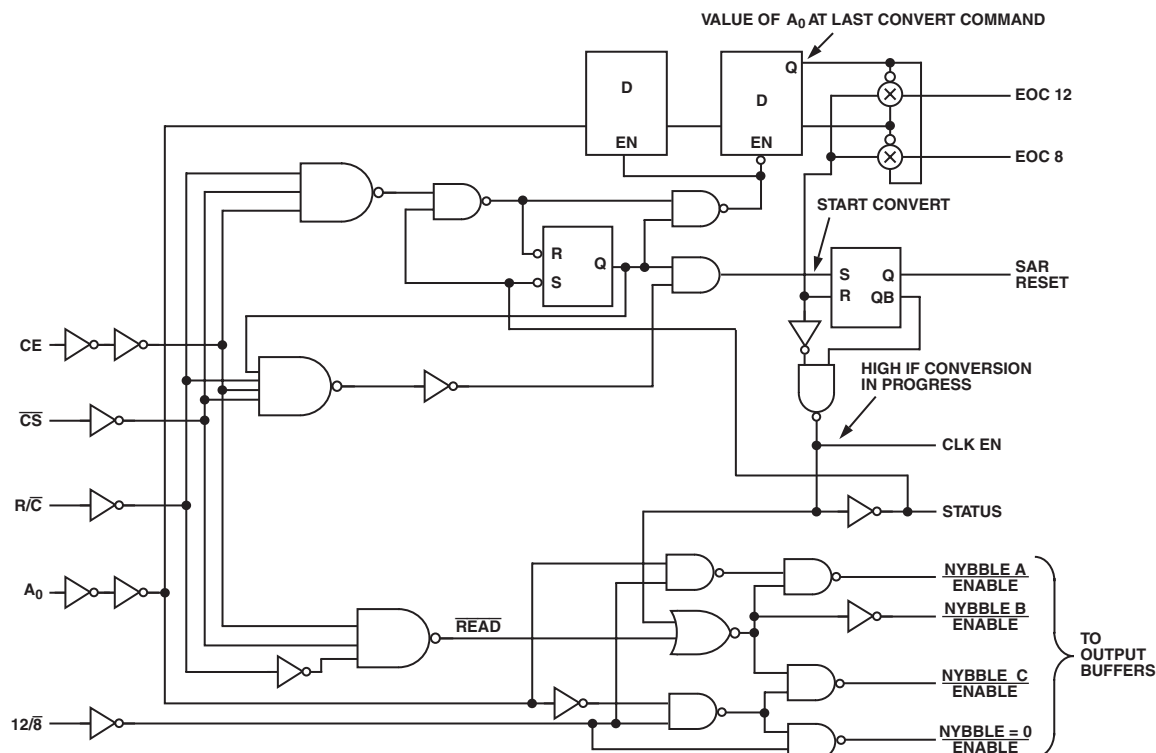 VALUE OF A0 AT LAST CONVERT COMMAND
Q
D
D
EN
EN
EOC 12
EOC 8
START CONVERT
R
S
Q
S
R
Q
QB
SAR
RESET
CE
CS
HIGH IF CONVERSION
IN PROGRESS
CLK EN
R/C
STATUS
A0
NYBBLE A
ENABLE
NYBBLE B
ENABLE
READ
TO
OUTPUT
BUFFERS
NYBBLE C
ENABLE
12/8
NYBBLE = 0
ENABLE